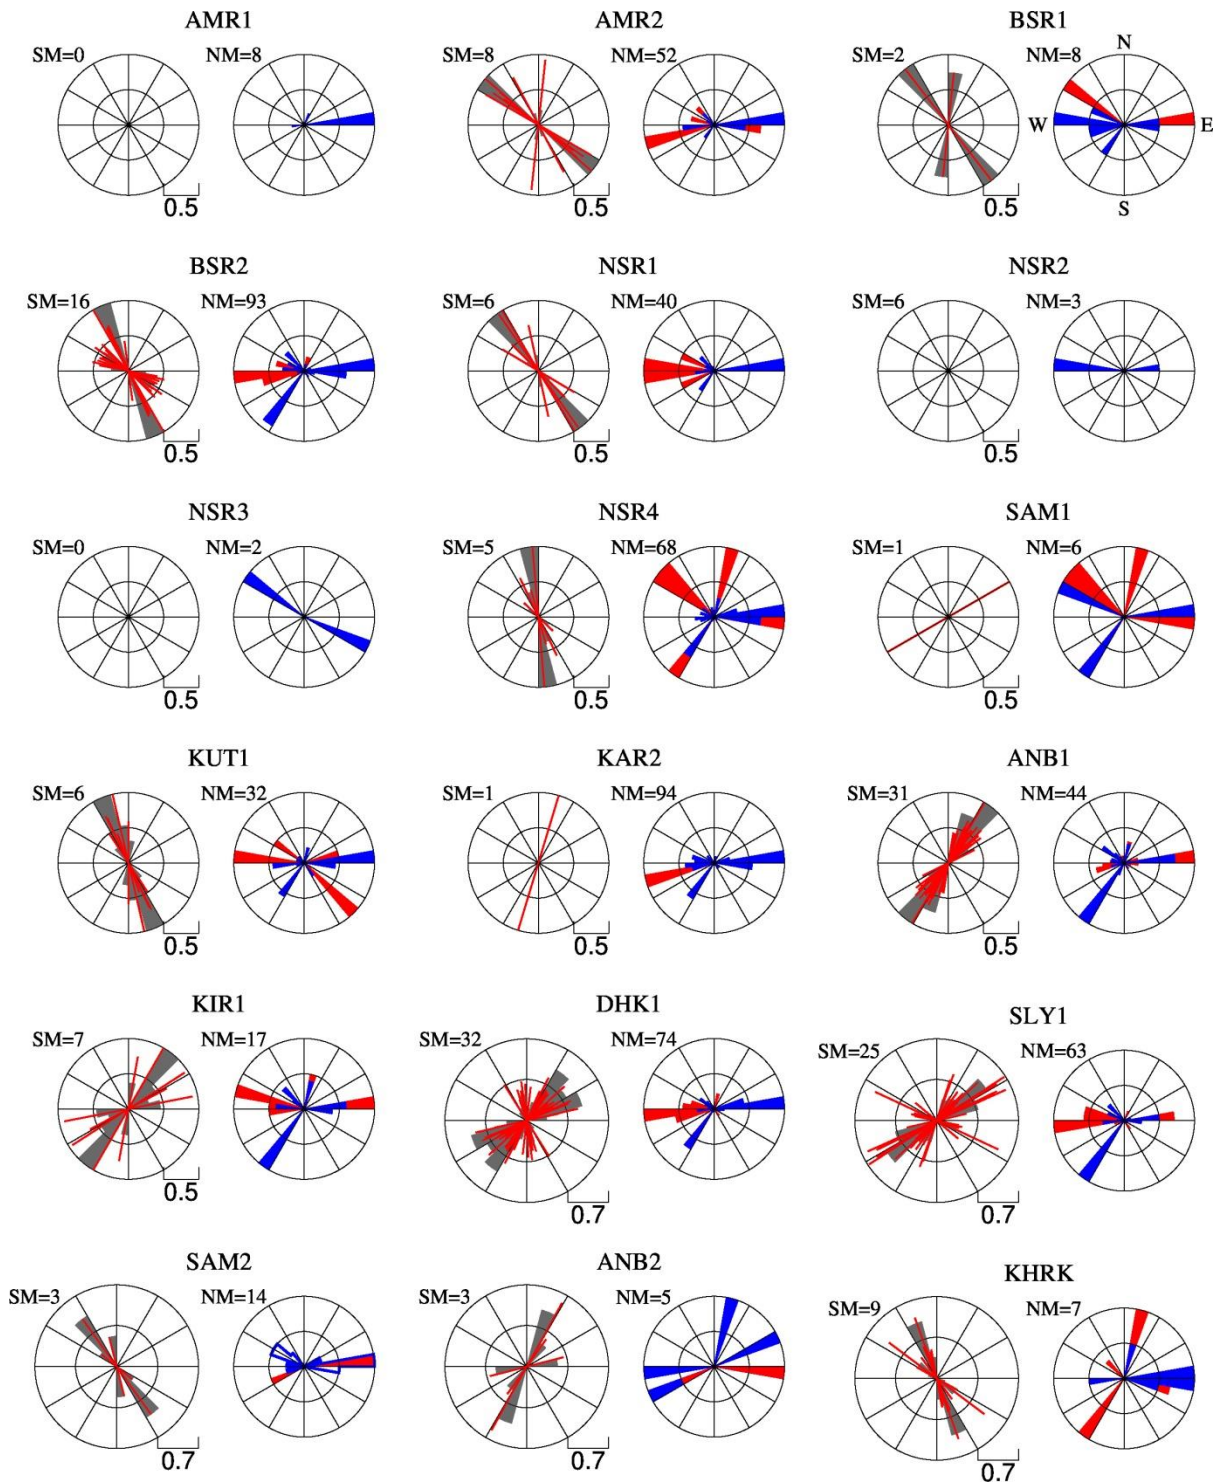 AMR1 AMR2 BSR1
SM=0 NM=8 SM=8 NM=52 SM=2 NM=8 N
W E
0.5 0.5 0.5 S
BSR2 NSR1 NSR2
SM=16 NM=93 SM=6 NM=40 SM=6 NM=3
0.5 0.5 0.5
NSR3 NSR4 SAM1
SM=0 NM=2 SM=5 NM=68 SM=1 NM=6
0.5 0.5 0.5
KUT1 KAR2 ANB1
SM=6 NM=32 SM=1 NM=94 SM=31 NM=44
0.5 0.5 0.5
KIR1 DHK1 SLY1
SM=7 NM=17 SM=32 NM=74 SM=25 NM=63
0.5 0.7 0.7
SAM2 ANB2 KHRK
SM=3 NM=14 SM=3 NM=5 SM=9 NM=7
0.7 0.7 0.7